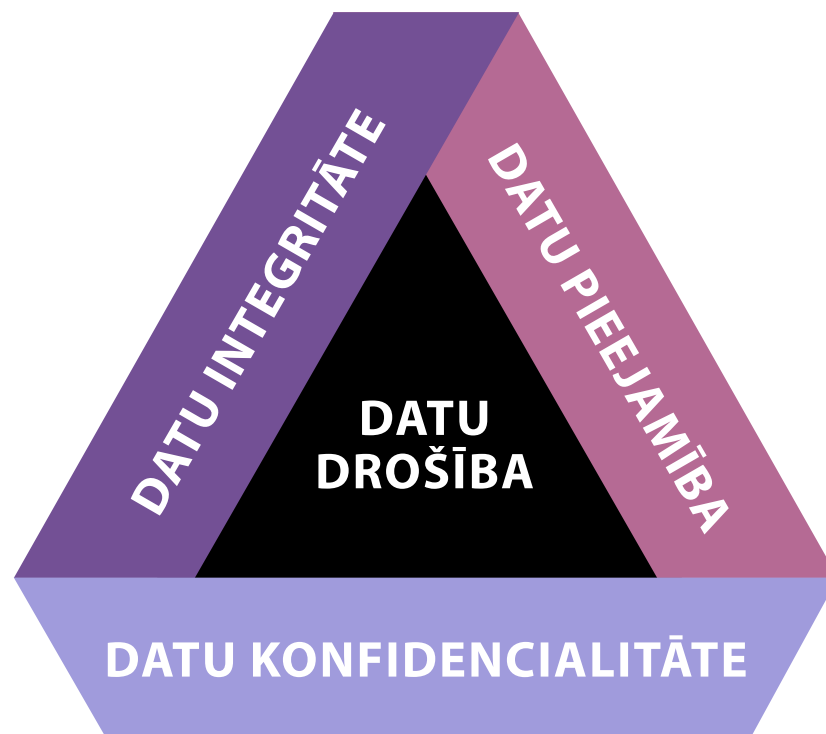 DATU INTEGRITĀTE
DATU PIEEJAMĪBA
DATU
DROŠĪBA
DATU KONFIDENCIALITĀTE